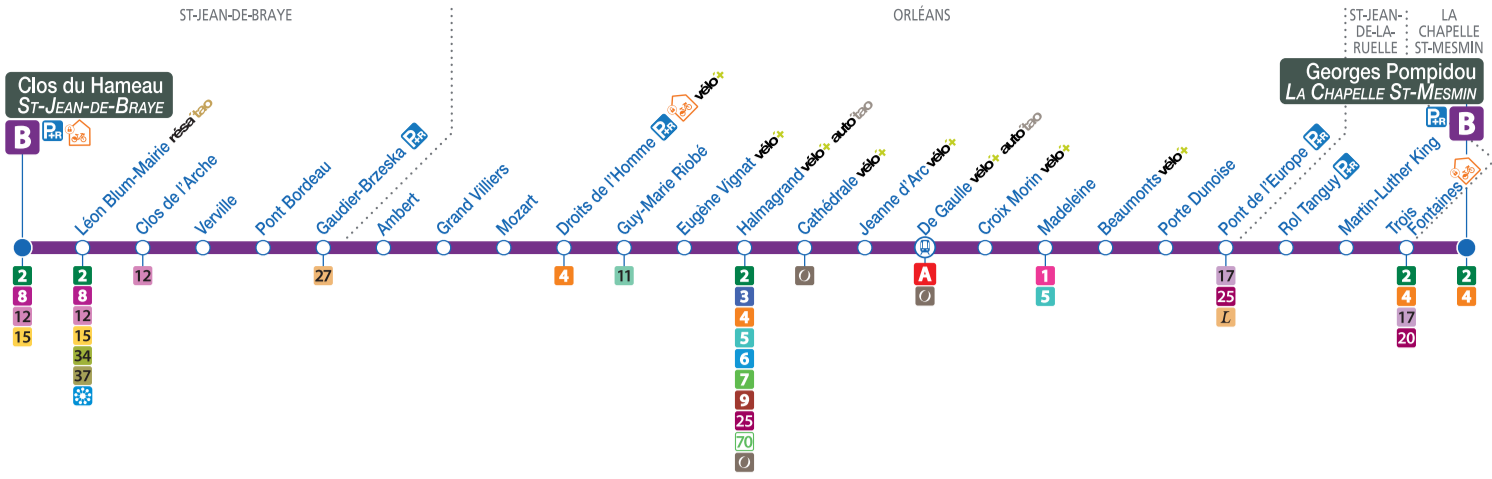 ST-JEAN-DE-BRAYE
ORLÉANS
ST-JEAN-
DE-LA-
RUELLE
LA
CHAPELLE
ST-MESMIN
Clos du Hameau
ST-JEAN-DE-BRAYE
B P+R
Georges Pompidou
LA CHAPELLE ST-MESMIN
P+R B
Léon Blum-Mairie résa'tao
Clos de l'Arche
Verville
Pont Bordeau
Gaudier-Brzeska P+R
Ambert
Grand Villiers
Mozart
Droits de l'Homme P+R vélo'+
Guy-Marie Riobé
Eugène Vignat vélo'+
Halmagrand vélo'+ auto'tao
Cathédrale vélo'+
Jeanne d'Arc vélo'+
De Gaulle vélo'+ auto'tao
Croix Morin vélo'+
Madeleine
Beaumonts vélo'+
Porte Dunoise
Pont de l'Europe P+R
Rol Tanguy P+R
Martin-Luther King
Trois
Fontaines
2
8
12
15
2
8
12
15
34
37
12
27
4
11
2
3
4
5
6
7
9
25
70
O
O
A
O
1
5
17
25
L
2
4
17
20
2
4